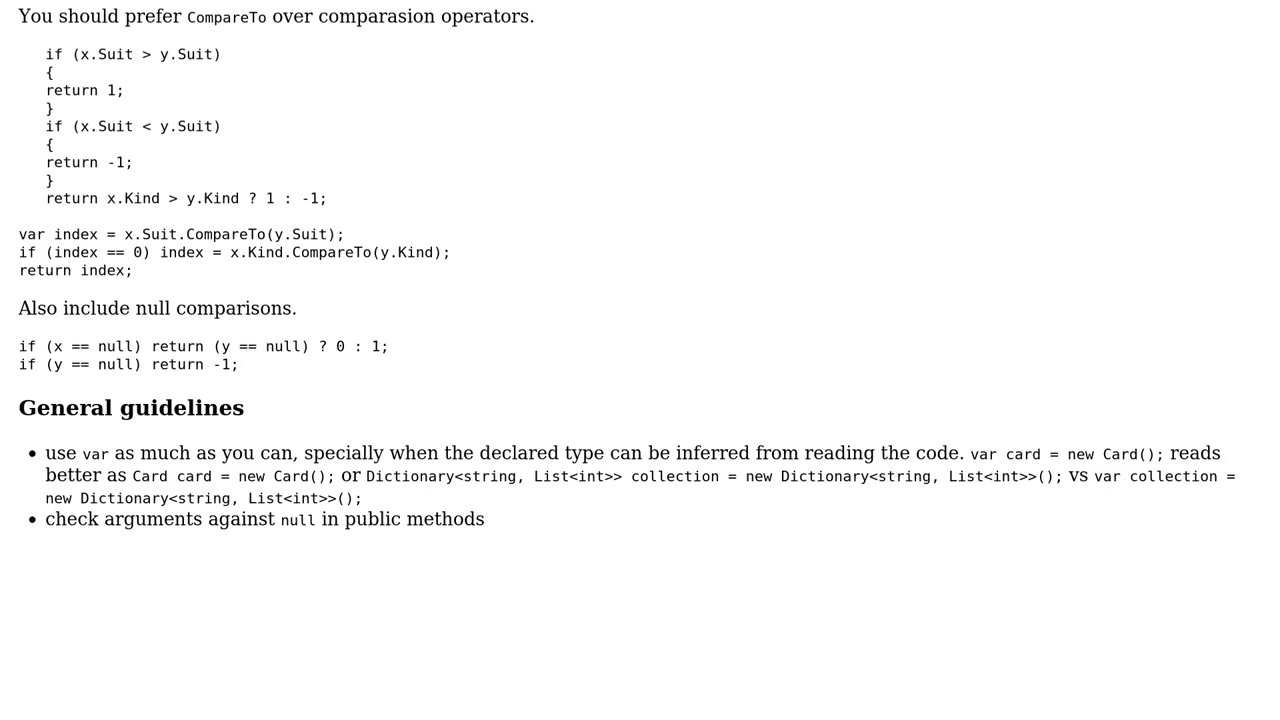 You should prefer CompareTo over comparasion operators.
if (x.Suit > y.Suit)
{
return 1;
}
if (x.Suit < y.Suit)
{
return -1;
}
return x.Kind > y.Kind ? 1 : -1;
var index = x.Suit.CompareTo(y.Suit);
if (index == 0) index = x.Kind.CompareTo(y.Kind);
return index;
Also include null comparisons.
if (x == null) return (y == null) ? 0 : 1;
if (y == null) return -1;
General guidelines
• use var as much as you can, specially when the declared type can be inferred from reading the code. var card = new Card(); reads
better as Card card = new Card(); or Dictionary<string, List<int>> collection = new Dictionary<string, List<int>>(); vs var collection =
new Dictionary<string, List<int>>();
• check arguments against null in public methods